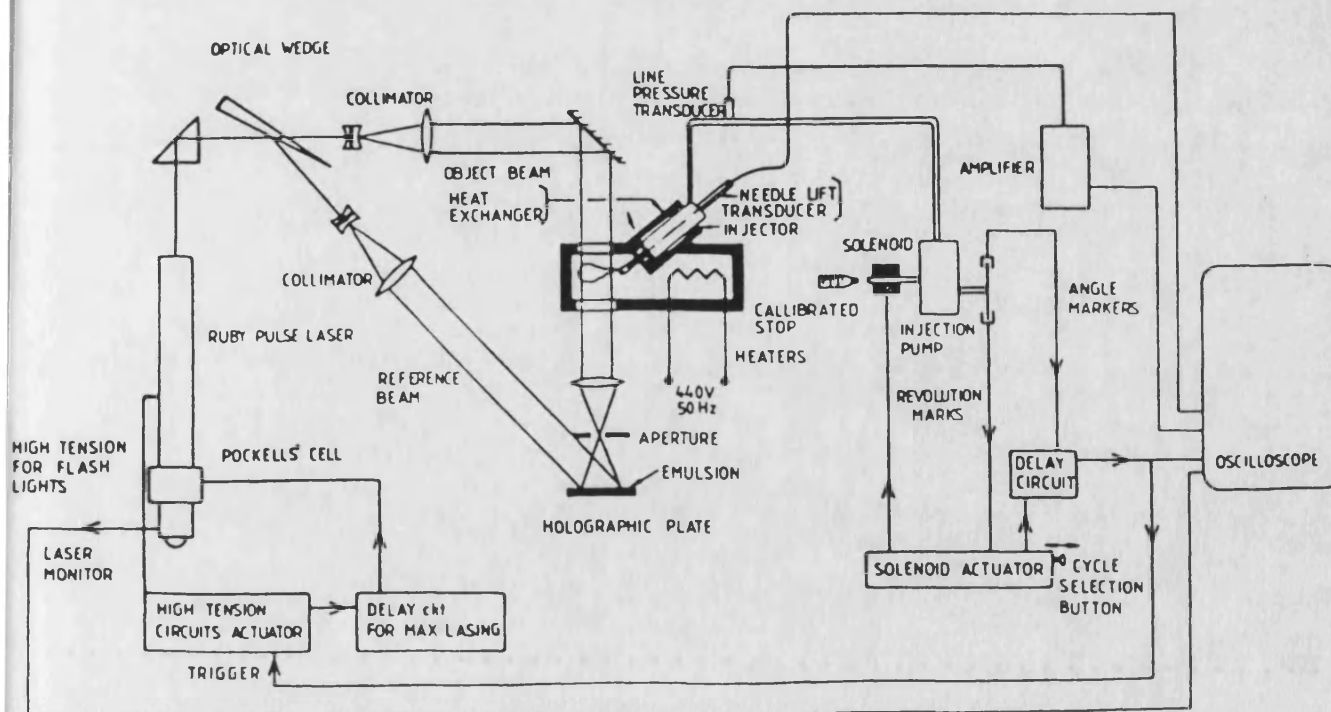 OPTICAL WEDGE
COLLIMATOR
LINE
PRESSURE
TRANSDUCER
AMPLIFIER
OBJECT BEAM
HEAT
EXCHANGER
NEEDLE LIFT
TRANSDUCER
INJECTOR
SOLENOID
COLLIMATOR
CALLIBRATED
STOP
INJECTION
PUMP
ANGLE
MARKERS
RUBY PULSE LASER
HEATERS
REFERENCE
BEAM
440V
50Hz
REVOLUTION
MARKS
APERTURE
HIGH TENSION
FOR FLASH
LIGHTS
POCKELLS' CELL
EMULSION
DELAY
CIRCUIT
OSCILLOSCOPE
HOLOGRAPHIC PLATE
LASER
MONITOR
SOLENOID ACTUATOR
CYCLE
SELECTION
BUTTON
HIGH TENSION
CIRCUITS ACTUATOR
DELAY ckt
FOR MAX LASING
TRIGGER